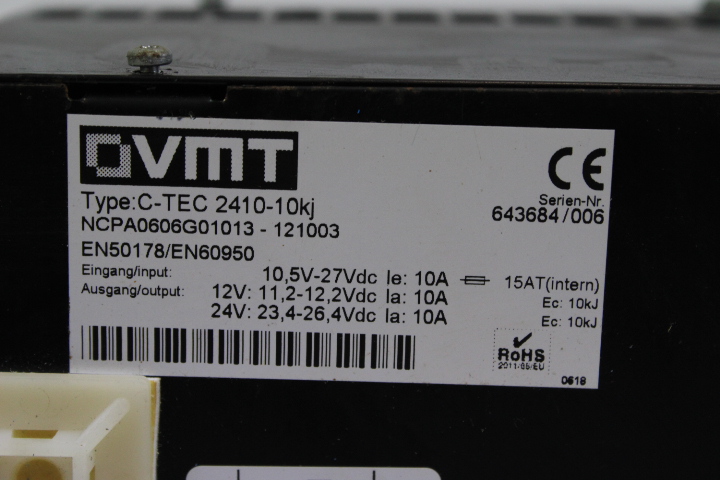 VMT
CE
Type:C-TEC 2410-10kj
Serien-Nr.
643684/006
NCPA0606G01013 - 121003
EN50178/EN60950
Eingang/input: 10,5V-27Vdc Ie: 10A 15AT(intern)
Ausgang/output: 12V: 11,2-12,2Vdc Ia: 10A Ec: 10kJ
24V: 23,4-26,4Vdc Ia: 10A Ec: 10kJ
RoHS
2011/65/EU
0618